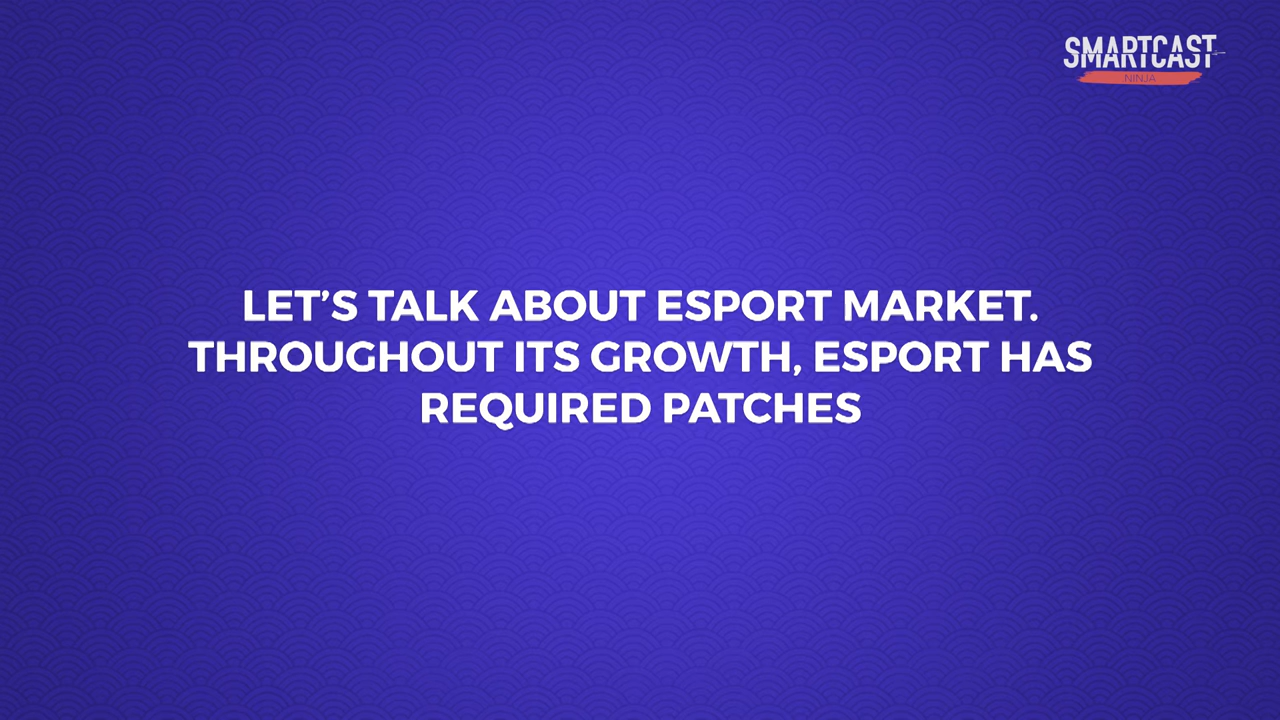 SMARTCAST
NINJA
LET’S TALK ABOUT ESPORT MARKET.
THROUGHOUT ITS GROWTH, ESPORT HAS
REQUIRED PATCHES